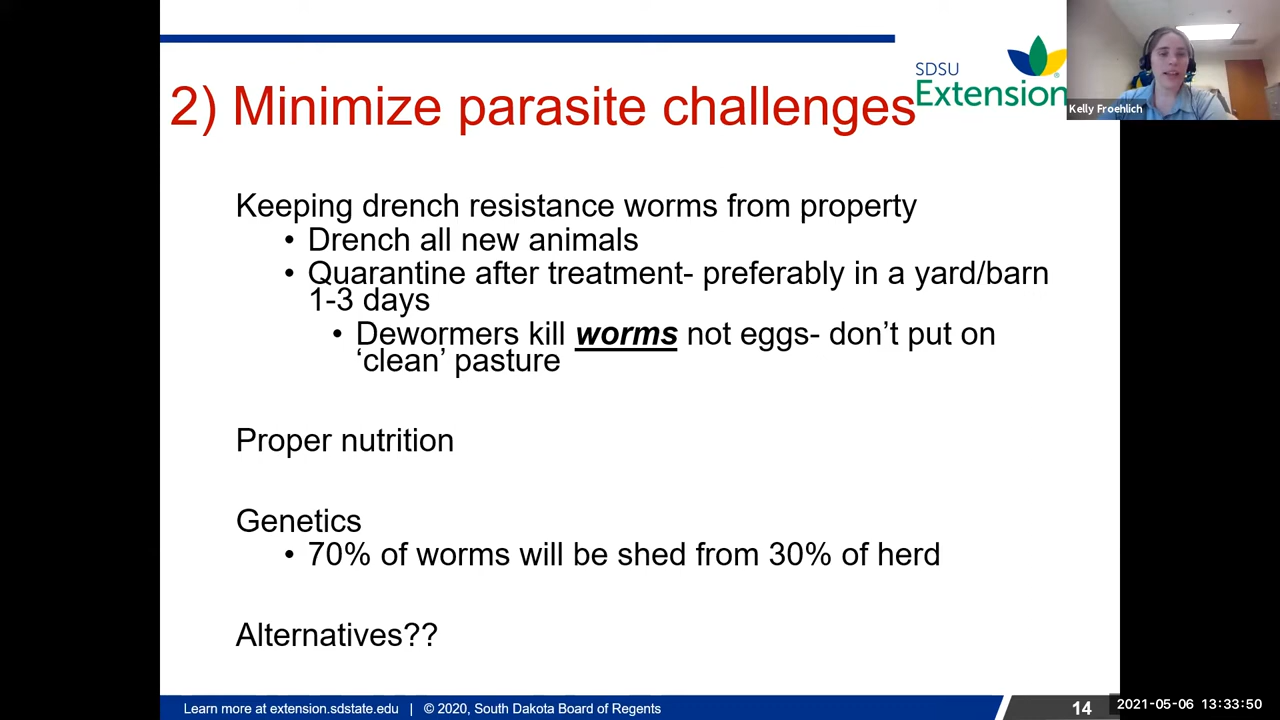 SDSU
Extension
Kelly Froehlich
2) Minimize parasite challenges
Keeping drench resistance worms from property
• Drench all new animals
• Quarantine after treatment- preferably in a yard/barn
1-3 days
• Dewormers kill worms not eggs- don’t put on
‘clean’ pasture
Proper nutrition
Genetics
• 70% of worms will be shed from 30% of herd
Alternatives??
Learn more at extension.sdstate.edu | © 2020, South Dakota Board of Regents
14
2021-05-06 13:33:50